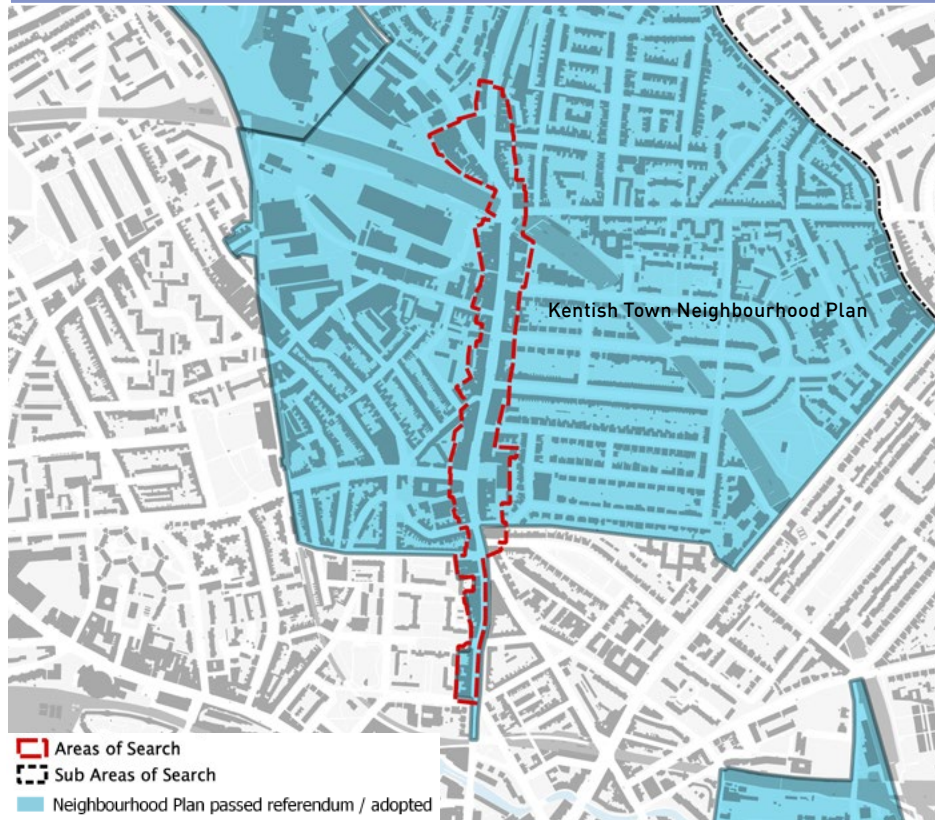 Kentish Town Neighbourhood Plan
Areas of Search
Sub Areas of Search
Neighbourhood Plan passed referendum / adopted